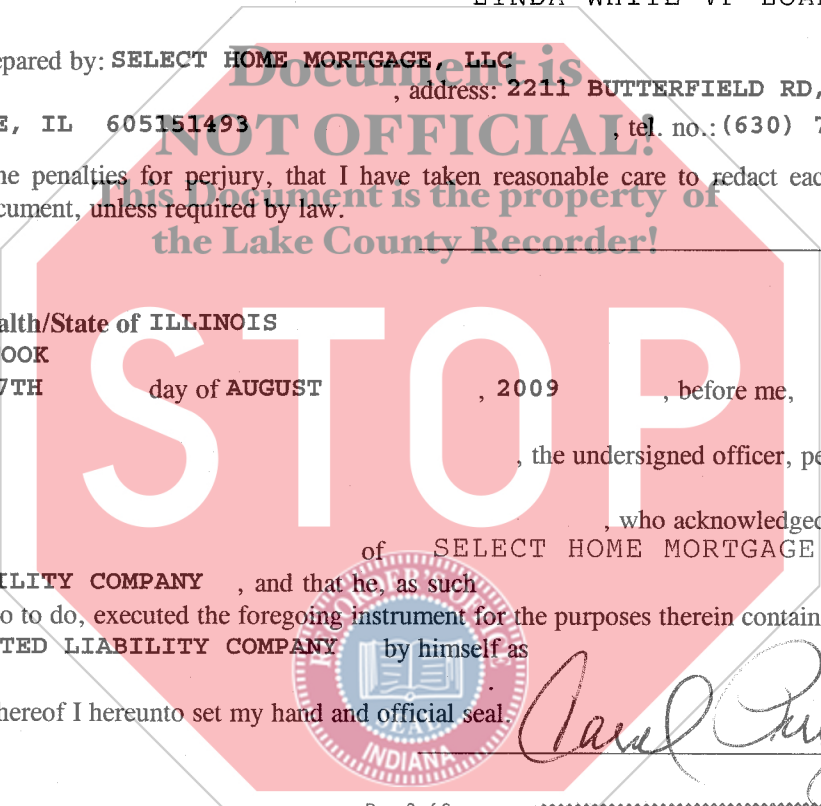 LINDA WHITE VP LOA
epared by: SELECT HOME MORTGAGE, LLC
Document is
, address: 2211 BUTTERFIELD RD,
E, IL 605151493 , tel. no.: (630) 7
NOT OFFICIAL!
he penalties for perjury, that I have taken reasonable care to redact eac
This Document is the property of
cument, unless required by law.
the Lake County Recorder!
alth/State of ILLINOIS
OOK
7TH day of AUGUST , 2009 , before me,
STOP
, the undersigned officer, pe
, who acknowledged
of SELECT HOME MORTGAGE
ILITY COMPANY , and that he, as such
o to do, executed the foregoing instrument for the purposes therein contain
TED LIABILITY COMPANY by himself as
hereof I hereunto set my hand and official seal.
SEAL
INDIANA
Carol